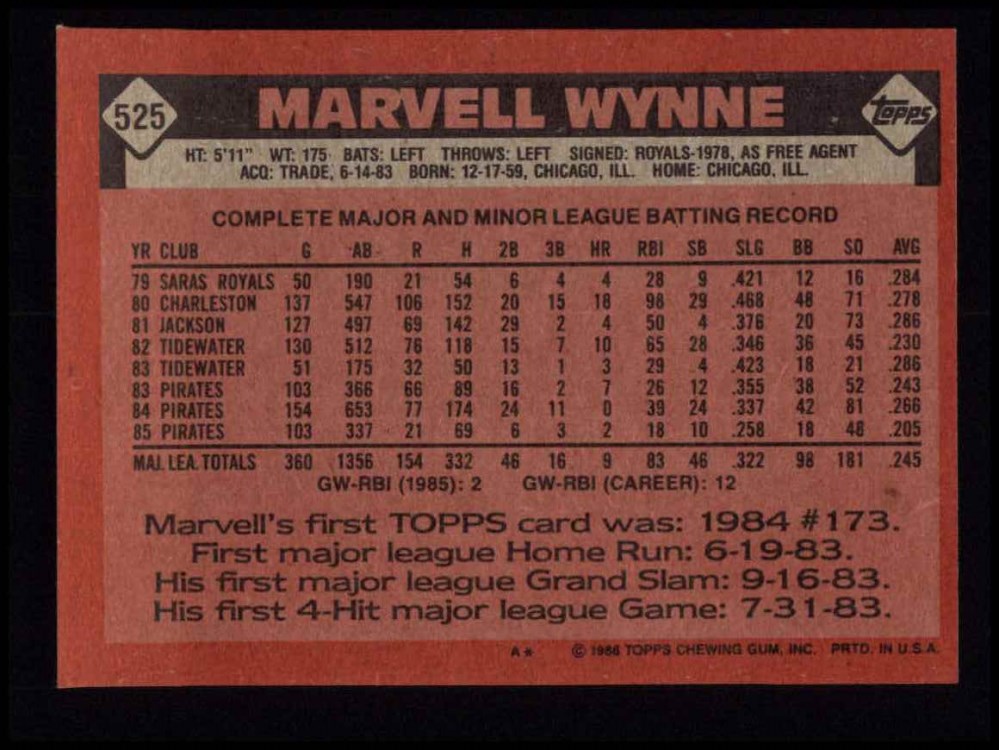 525 MARVELL WYNNE Topps
HT: 5'11" WT: 175 BATS: LEFT THROWS: LEFT SIGNED: ROYALS-1978, AS FREE AGENT
ACQ: TRADE, 6-14-83 BORN: 12-17-59, CHICAGO, ILL. HOME: CHICAGO, ILL.
COMPLETE MAJOR AND MINOR LEAGUE BATTING RECORD
YR CLUB G AB R H 2B 3B HR RBI SB SLG BB SO AVG
79 SARAS ROYALS 50 190 21 54 6 4 4 28 9 .421 12 16 .284
80 CHARLESTON 137 547 106 152 20 15 18 98 29 .468 48 71 .278
81 JACKSON 127 497 69 142 29 2 4 50 4 .376 20 73 .286
82 TIDEWATER 130 512 76 118 15 7 10 65 28 .346 36 45 .230
83 TIDEWATER 51 175 32 50 13 1 3 29 4 .423 18 21 .286
83 PIRATES 103 366 66 89 16 2 7 26 12 .355 38 52 .243
84 PIRATES 154 653 77 174 24 11 0 39 24 .337 42 81 .266
85 PIRATES 103 337 21 69 6 3 2 18 10 .258 18 48 .205
MAJ. LEA. TOTALS 360 1356 154 332 46 16 9 83 46 .322 98 181 .245
GW-RBI (1985): 2 GW-RBI (CAREER): 12
Marvell's first TOPPS card was: 1984 #173.
First major league Home Run: 6-19-83.
His first major league Grand Slam: 9-16-83.
His first 4-Hit major league Game: 7-31-83.
A* © 1986 TOPPS CHEWING GUM, INC. PRTD. IN U.S.A.